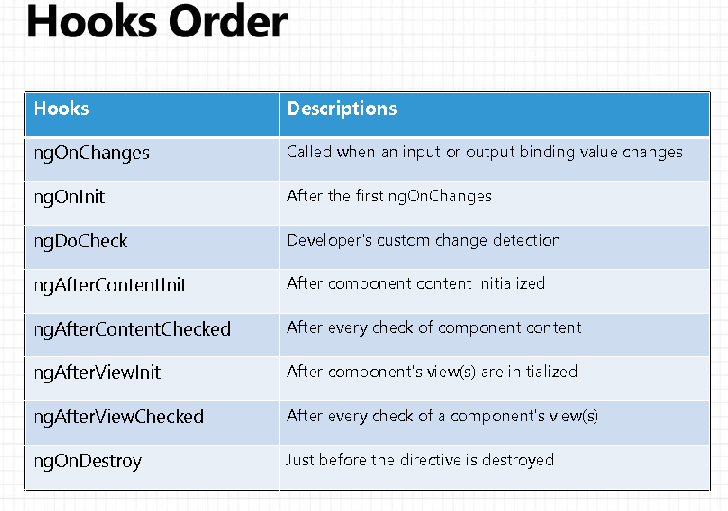 Hooks Order
Hooks Descriptions
ngOnChanges Called when an input or output binding value changes
ngOnInit After the first ngOnChanges
ngDoCheck Developer's custom change detection
ngAfterContentInit After component content initialized
ngAfterContentChecked After every check of component content
ngAfterViewInit After component's view(s) are initialized
ngAfterViewChecked After every check of a component's view(s)
ngOnDestroy Just before the directive is destroyed